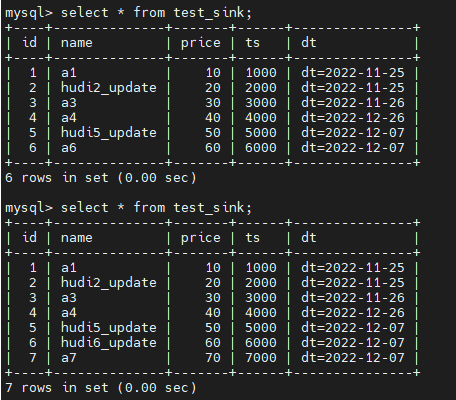 mysql> select * from test_sink;
+----+--------------+-------+------+---------------+
| id | name         | price | ts   | dt            |
+----+--------------+-------+------+---------------+
|  1 | a1           |    10 | 1000 | dt=2022-11-25 |
|  2 | hudi2_update |    20 | 2000 | dt=2022-11-25 |
|  3 | a3           |    30 | 3000 | dt=2022-11-26 |
|  4 | a4           |    40 | 4000 | dt=2022-12-26 |
|  5 | hudi5_update |    50 | 5000 | dt=2022-12-07 |
|  6 | a6           |    60 | 6000 | dt=2022-12-07 |
+----+--------------+-------+------+---------------+
6 rows in set (0.00 sec)
mysql> select * from test_sink;
+----+--------------+-------+------+---------------+
| id | name         | price | ts   | dt            |
+----+--------------+-------+------+---------------+
|  1 | a1           |    10 | 1000 | dt=2022-11-25 |
|  2 | hudi2_update |    20 | 2000 | dt=2022-11-25 |
|  3 | a3           |    30 | 3000 | dt=2022-11-26 |
|  4 | a4           |    40 | 4000 | dt=2022-12-26 |
|  5 | hudi5_update |    50 | 5000 | dt=2022-12-07 |
|  6 | hudi6_update |    60 | 6000 | dt=2022-12-07 |
|  7 | a7           |    70 | 7000 | dt=2022-12-07 |
+----+--------------+-------+------+---------------+
7 rows in set (0.00 sec)